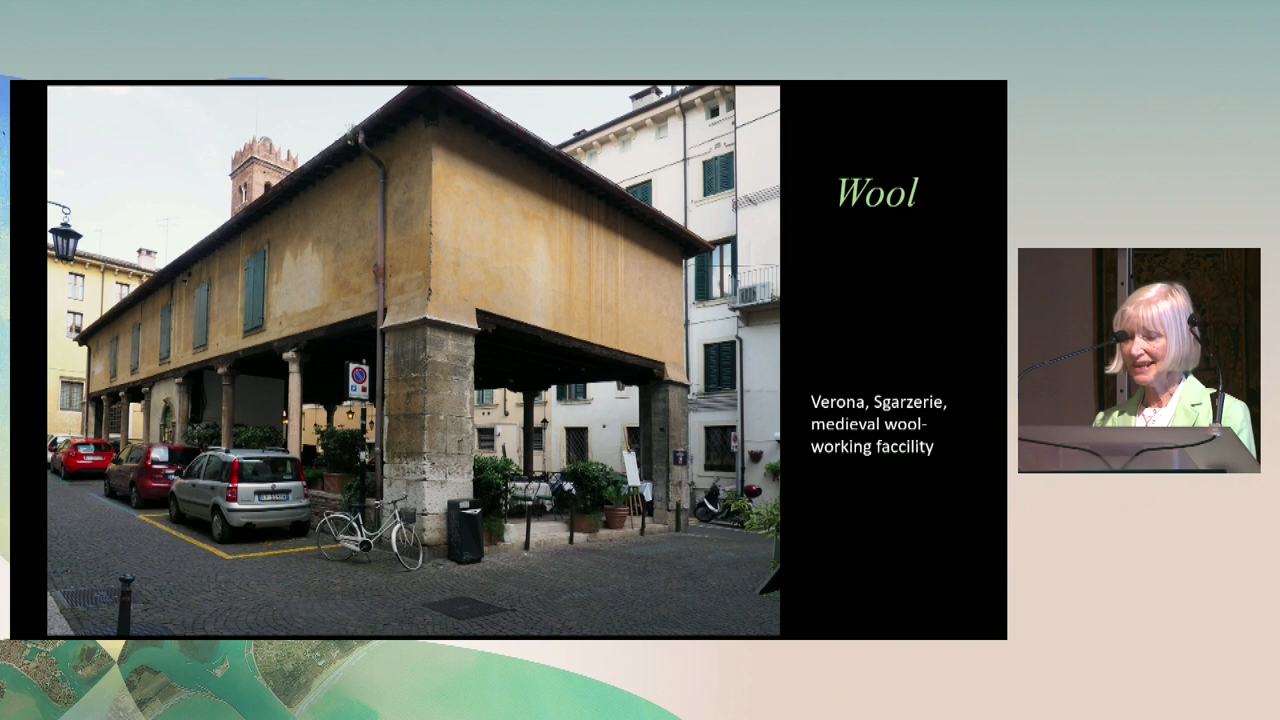 Wool
Verona, Sgarzerie,
medieval wool-
working faccility